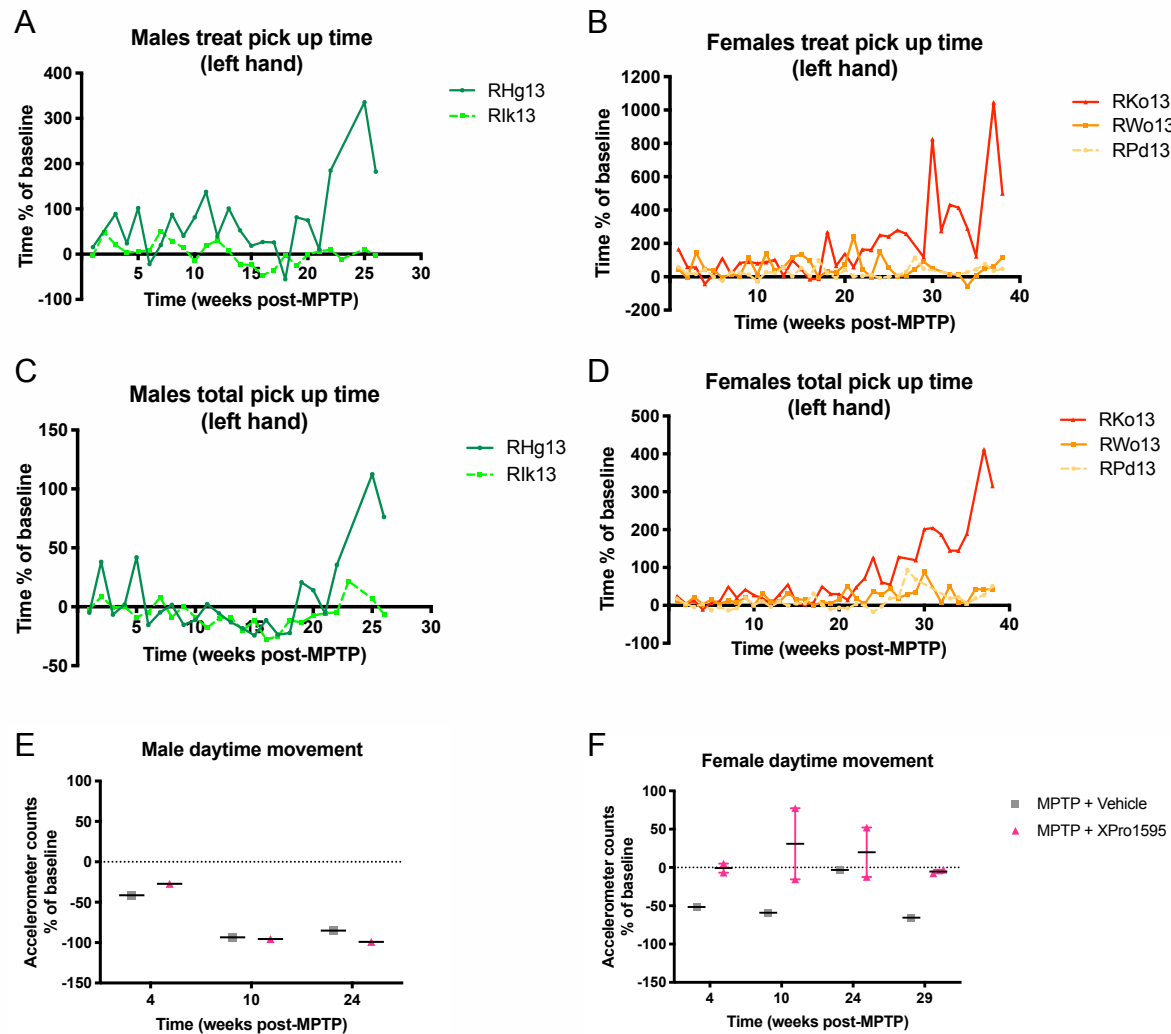 A
Males treat pick up time
(left hand)
Time % of baseline
400
300
200
100
0
-100
5
10
15
20
25
30
Time (weeks post-MPTP)
RHg13
RIk13
B
Females treat pick up time
(left hand)
Time % of baseline
1200
1000
800
600
400
200
0
-200
10
20
30
40
Time (weeks post-MPTP)
RKo13
RWo13
RPd13
C
Males total pick up time
(left hand)
Time % of baseline
150
100
50
0
-50
5
10
15
20
25
30
Time (weeks post-MPTP)
RHg13
RIk13
D
Females total pick up time
(left hand)
Time % of baseline
500
400
300
200
100
0
-100
10
20
30
40
Time (weeks post-MPTP)
RKo13
RWo13
RPd13
E
Male daytime movement
Accelerometer counts
% of baseline
100
50
0
-50
-100
-150
4
10
24
Time (weeks post-MPTP)
F
Female daytime movement
Accelerometer counts
% of baseline
100
50
0
-50
-100
-150
4
10
24
29
Time (weeks post-MPTP)
MPTP + Vehicle
MPTP + XPro1595